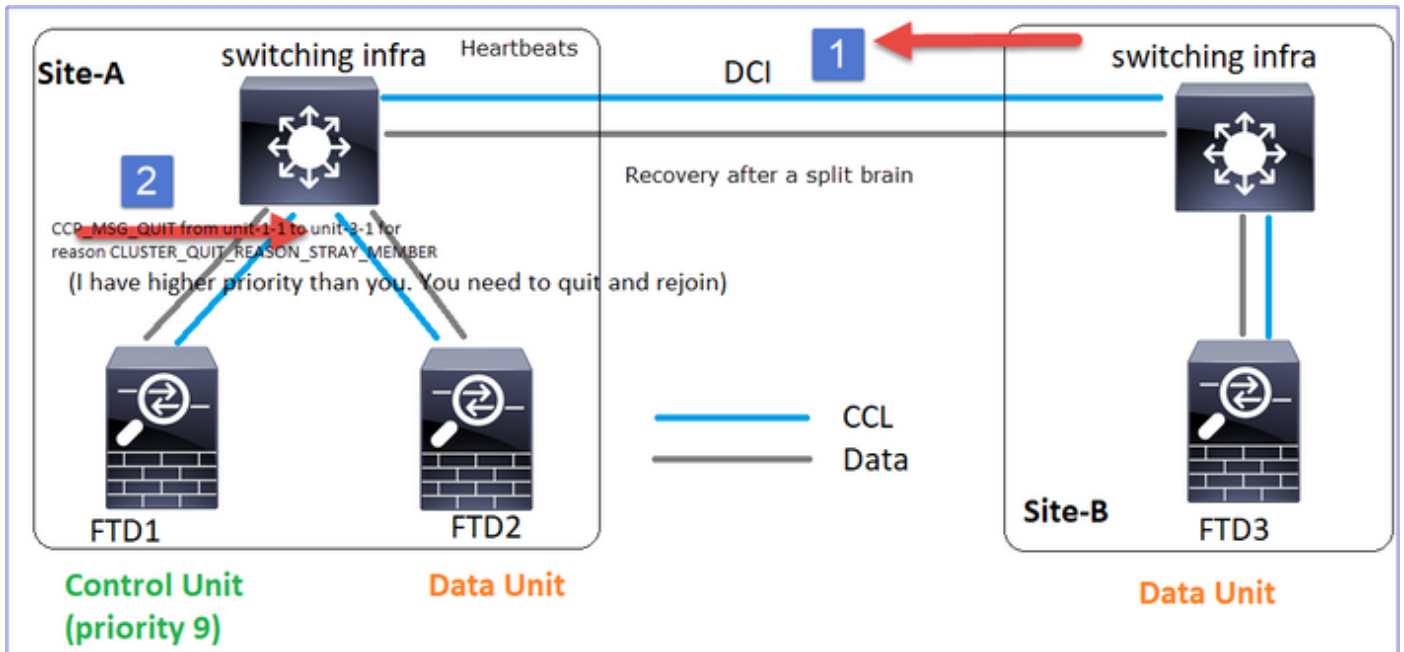 Site-A
switching infra
Heartbeats
1
DCI
switching infra
2
Recovery after a split brain
CCP_MSG_QUIT from unit-1-1 to unit-3-1 for
reason CLUSTER_QUIT_REASON_STRAY_MEMBER
(I have higher priority than you. You need to quit and rejoin)
CCL
Data
FTD1
FTD2
Site-B
FTD3
Control Unit
(priority 9)
Data Unit
Data Unit